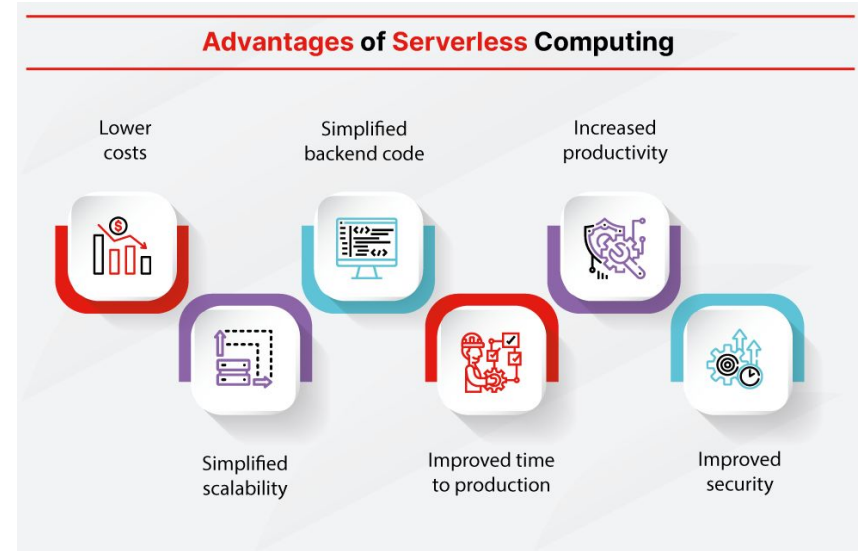 Advantages of Serverless Computing
Lower
costs
Simplified
backend code
Increased
productivity
Simplified
scalability
Improved time
to production
Improved
security